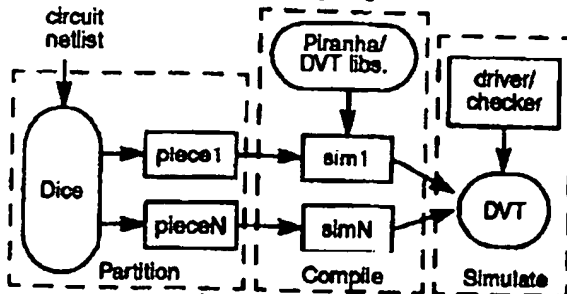 circuit
netlist
Piranha/
DVT libs.
driver/
checker
Dice
piece1
sim1
DVT
pieceN
simN
Partition
Compile
Simulate